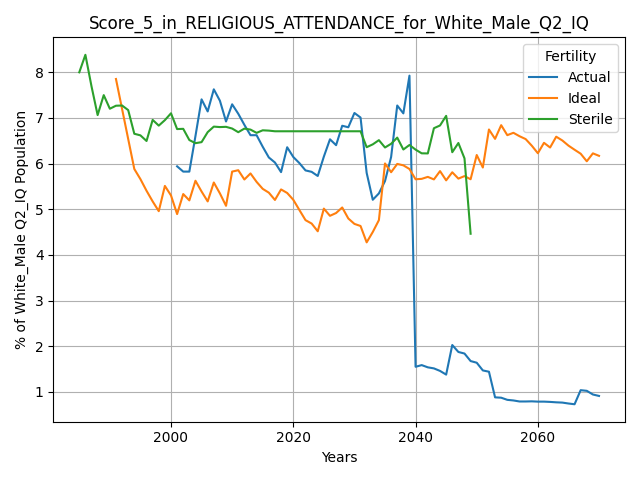 Score_5_in_RELIGIOUS_ATTENDANCE_for_White_Male_Q2_IQ
Fertility
Actual
Ideal
Sterile
% of White_Male Q2_IQ Population
8
7
6
5
4
3
2
1
2000 2020 2040 2060
Years